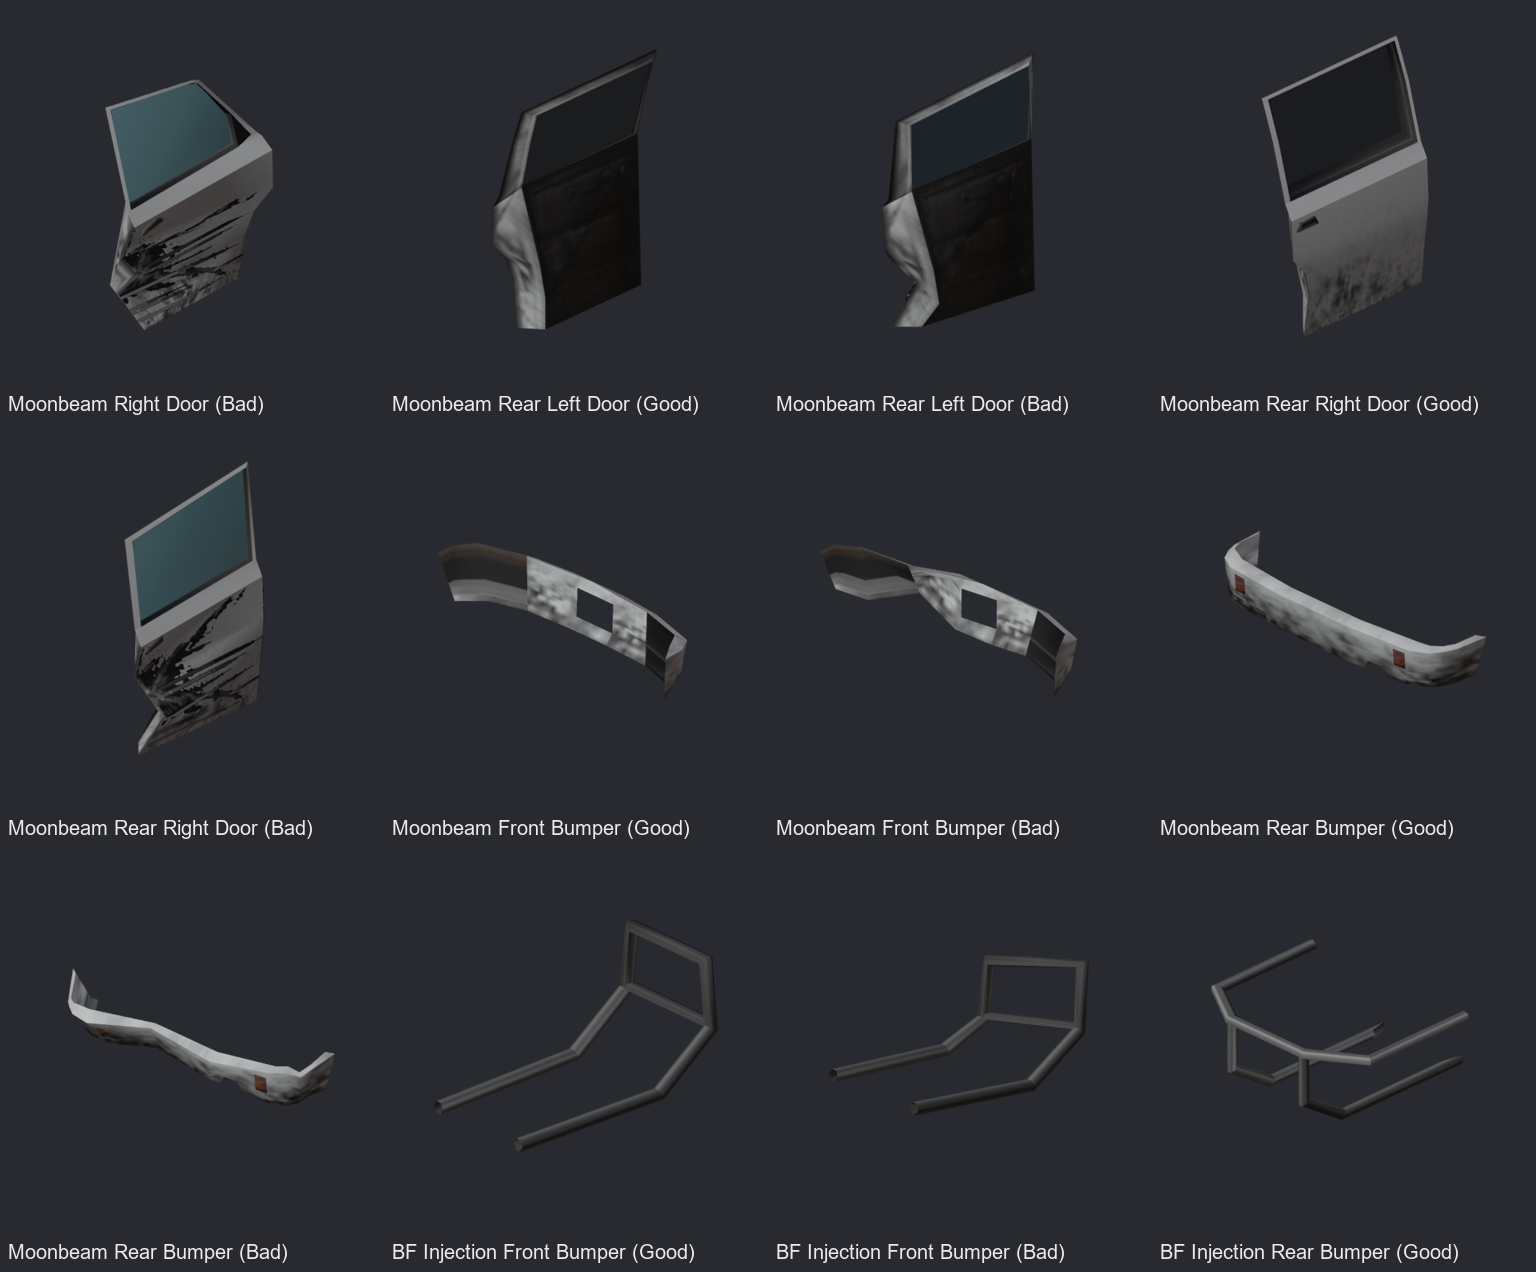 Moonbeam Right Door (Bad)
Moonbeam Rear Left Door (Good)
Moonbeam Rear Left Door (Bad)
Moonbeam Rear Right Door (Good)
Moonbeam Rear Right Door (Bad)
Moonbeam Front Bumper (Good)
Moonbeam Front Bumper (Bad)
Moonbeam Rear Bumper (Good)
Moonbeam Rear Bumper (Bad)
BF Injection Front Bumper (Good)
BF Injection Front Bumper (Bad)
BF Injection Rear Bumper (Good)